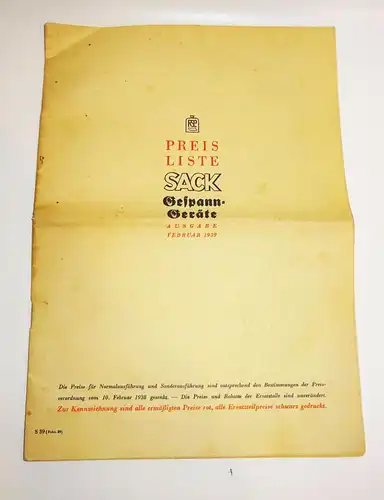 PREIS
LISTE
SACK
Gespann-
Geräte
AUSGABE
FEBRUAR 1939
Die Preise für Normalausführung und Sonderausführung sind entsprechend den Bestimmungen der Preis-
verordnung vom 10. Februar 1938 gesenkt. — Die Preise und Rabatte der Ersatzteile sind unverändert.
Zur Kennzeichnung sind alle ermäßigten Preise rot, alle Ersatzteilpreise schwarz gedruckt.
S 59 (Febr. 39)